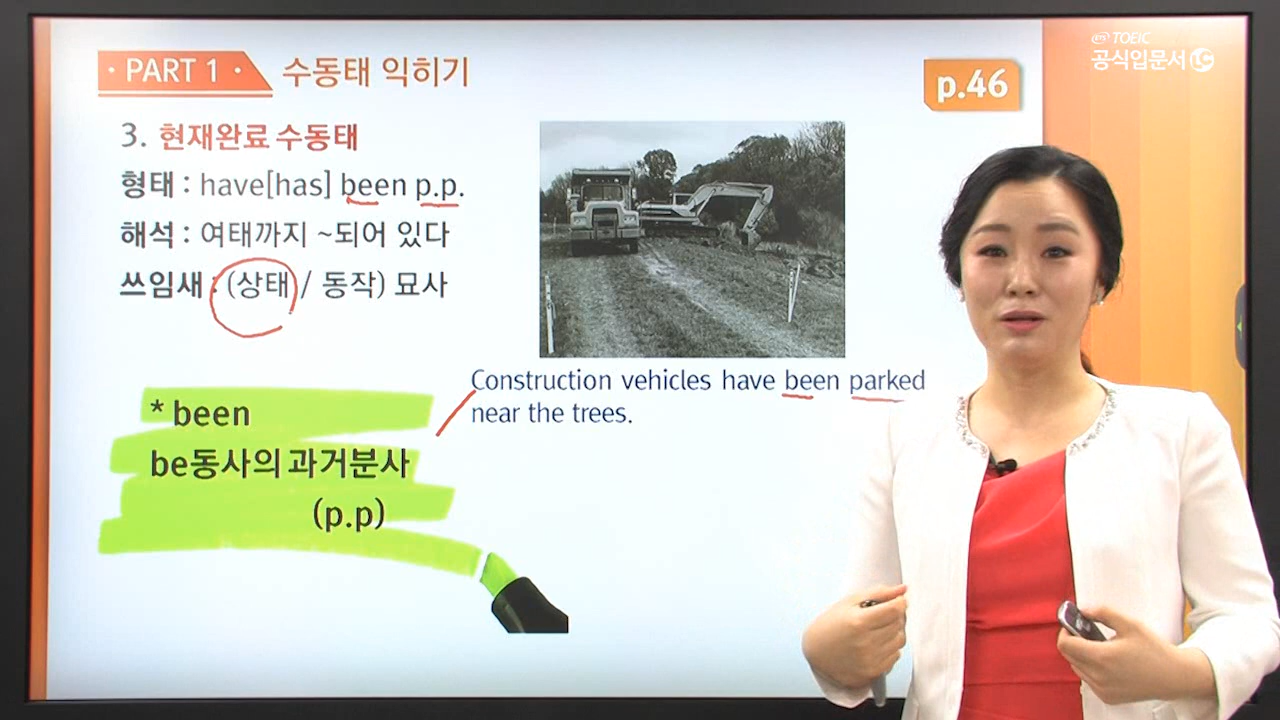 · PART 1 · 수동태 익히기
ETS TOEIC
공식입문서 LC
p.46
3. 현재완료 수동태
형태 : have[has] been p.p.
해석 : 여태까지 ~되어 있다
쓰임새 : (상태 / 동작) 묘사
Construction vehicles have been parked
near the trees.
* been
be동사의 과거분사
(p.p)